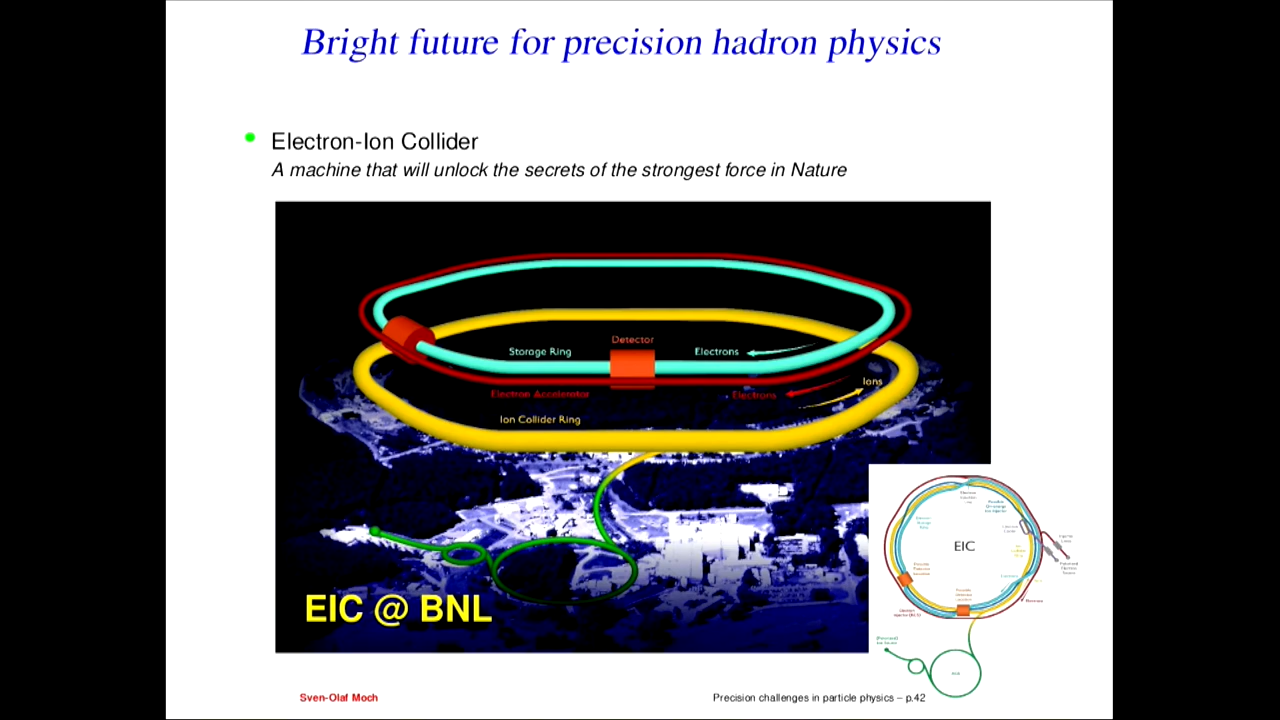 Bright future for precision hadron physics
Electron-Ion Collider
A machine that will unlock the secrets of the strongest force in Nature
Detector
Storage Ring
Electrons
Ions
Electron Accelerator
Electrons
Ion Collider Ring
EIC
EIC @ BNL
Sven-Olaf Moch
Precision challenges in particle physics – p.42